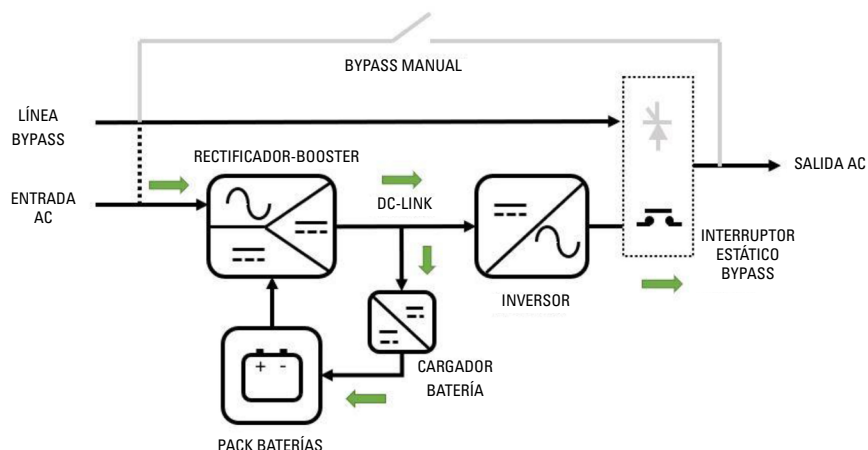 BYPASS MANUAL
LÍNEA
BYPASS
RECTIFICADOR-BOOSTER
SALIDA AC
ENTRADA
AC
DC-LINK
INTERRUPTOR
ESTÁTICO
BYPASS
INVERSOR
CARGADOR
BATERÍA
+ -
PACK BATERÍAS